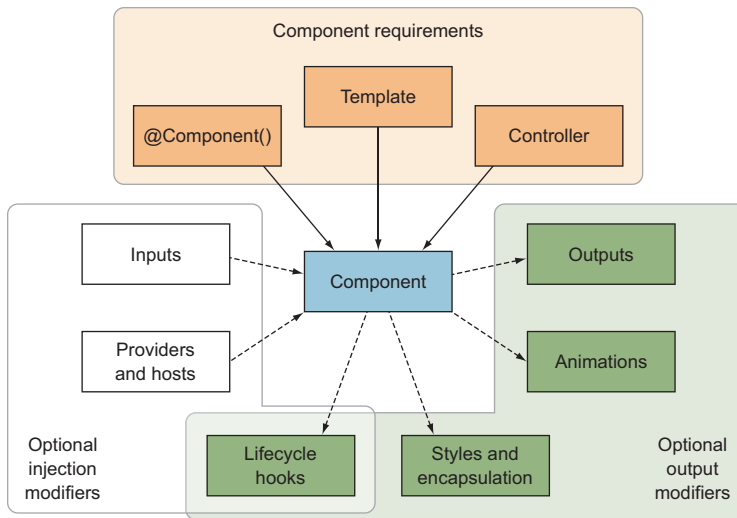 Component requirements
Template
@Component()
Controller
Inputs
Outputs
Component
Providers
and hosts
Animations
Optional
injection
modifiers
Lifecycle
hooks
Styles and
encapsulation
Optional
output
modifiers